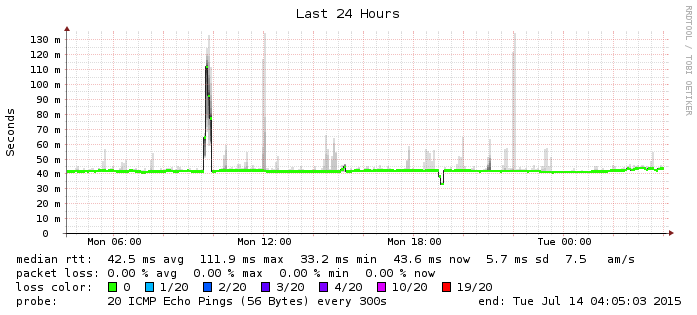 Last 24 Hours
RRDTOOL / TOBI OETIKER
Seconds
130 m
120 m
110 m
100 m
90 m
80 m
70 m
60 m
50 m
40 m
30 m
20 m
10 m
0
Mon 06:00 Mon 12:00 Mon 18:00 Tue 00:00
median rtt: 42.5 ms avg 111.9 ms max 33.2 ms min 43.6 ms now 5.7 ms sd 7.5 am/s
packet loss: 0.00 % avg 0.00 % max 0.00 % min 0.00 % now
loss color: 0 1/20 2/20 3/20 4/20 10/20 19/20
probe: 20 ICMP Echo Pings (56 Bytes) every 300s end: Tue Jul 14 04:05:03 2015